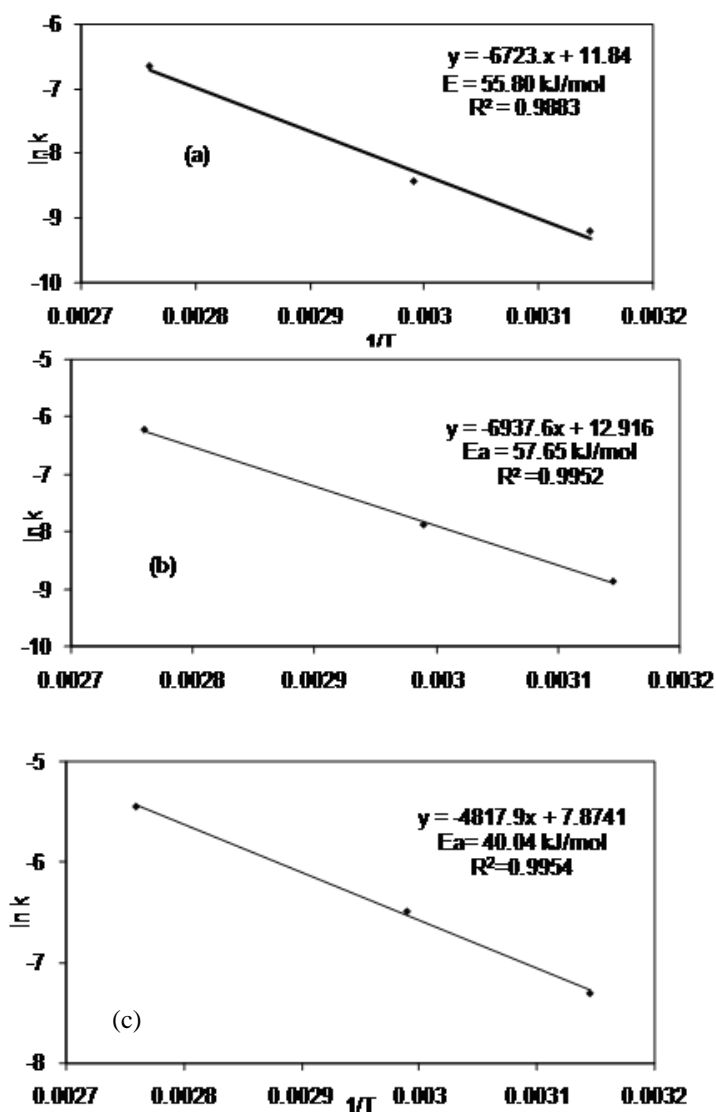 -6
y = -6723.x + 11.84
E = 55.80 kJ/mol
R² = 0.9883
-7
ln k
(a)
-8
-9
-10
0.0027 0.0028 0.0029 0.003 0.0031 0.0032
1/T
-5
-6
y = -6937.6x + 12.916
Ea = 57.65 kJ/mol
R² =0.9952
-7
ln k
-8
(b)
-9
-10
0.0027 0.0028 0.0029 0.003 0.0031 0.0032
-5
y = -4817.9x + 7.8741
Ea= 40.04 kJ/mol
R²=0.9954
-6
ln k
-7
(c)
-8
0.0027 0.0028 0.0029 0.003 0.0031 0.0032
1/T